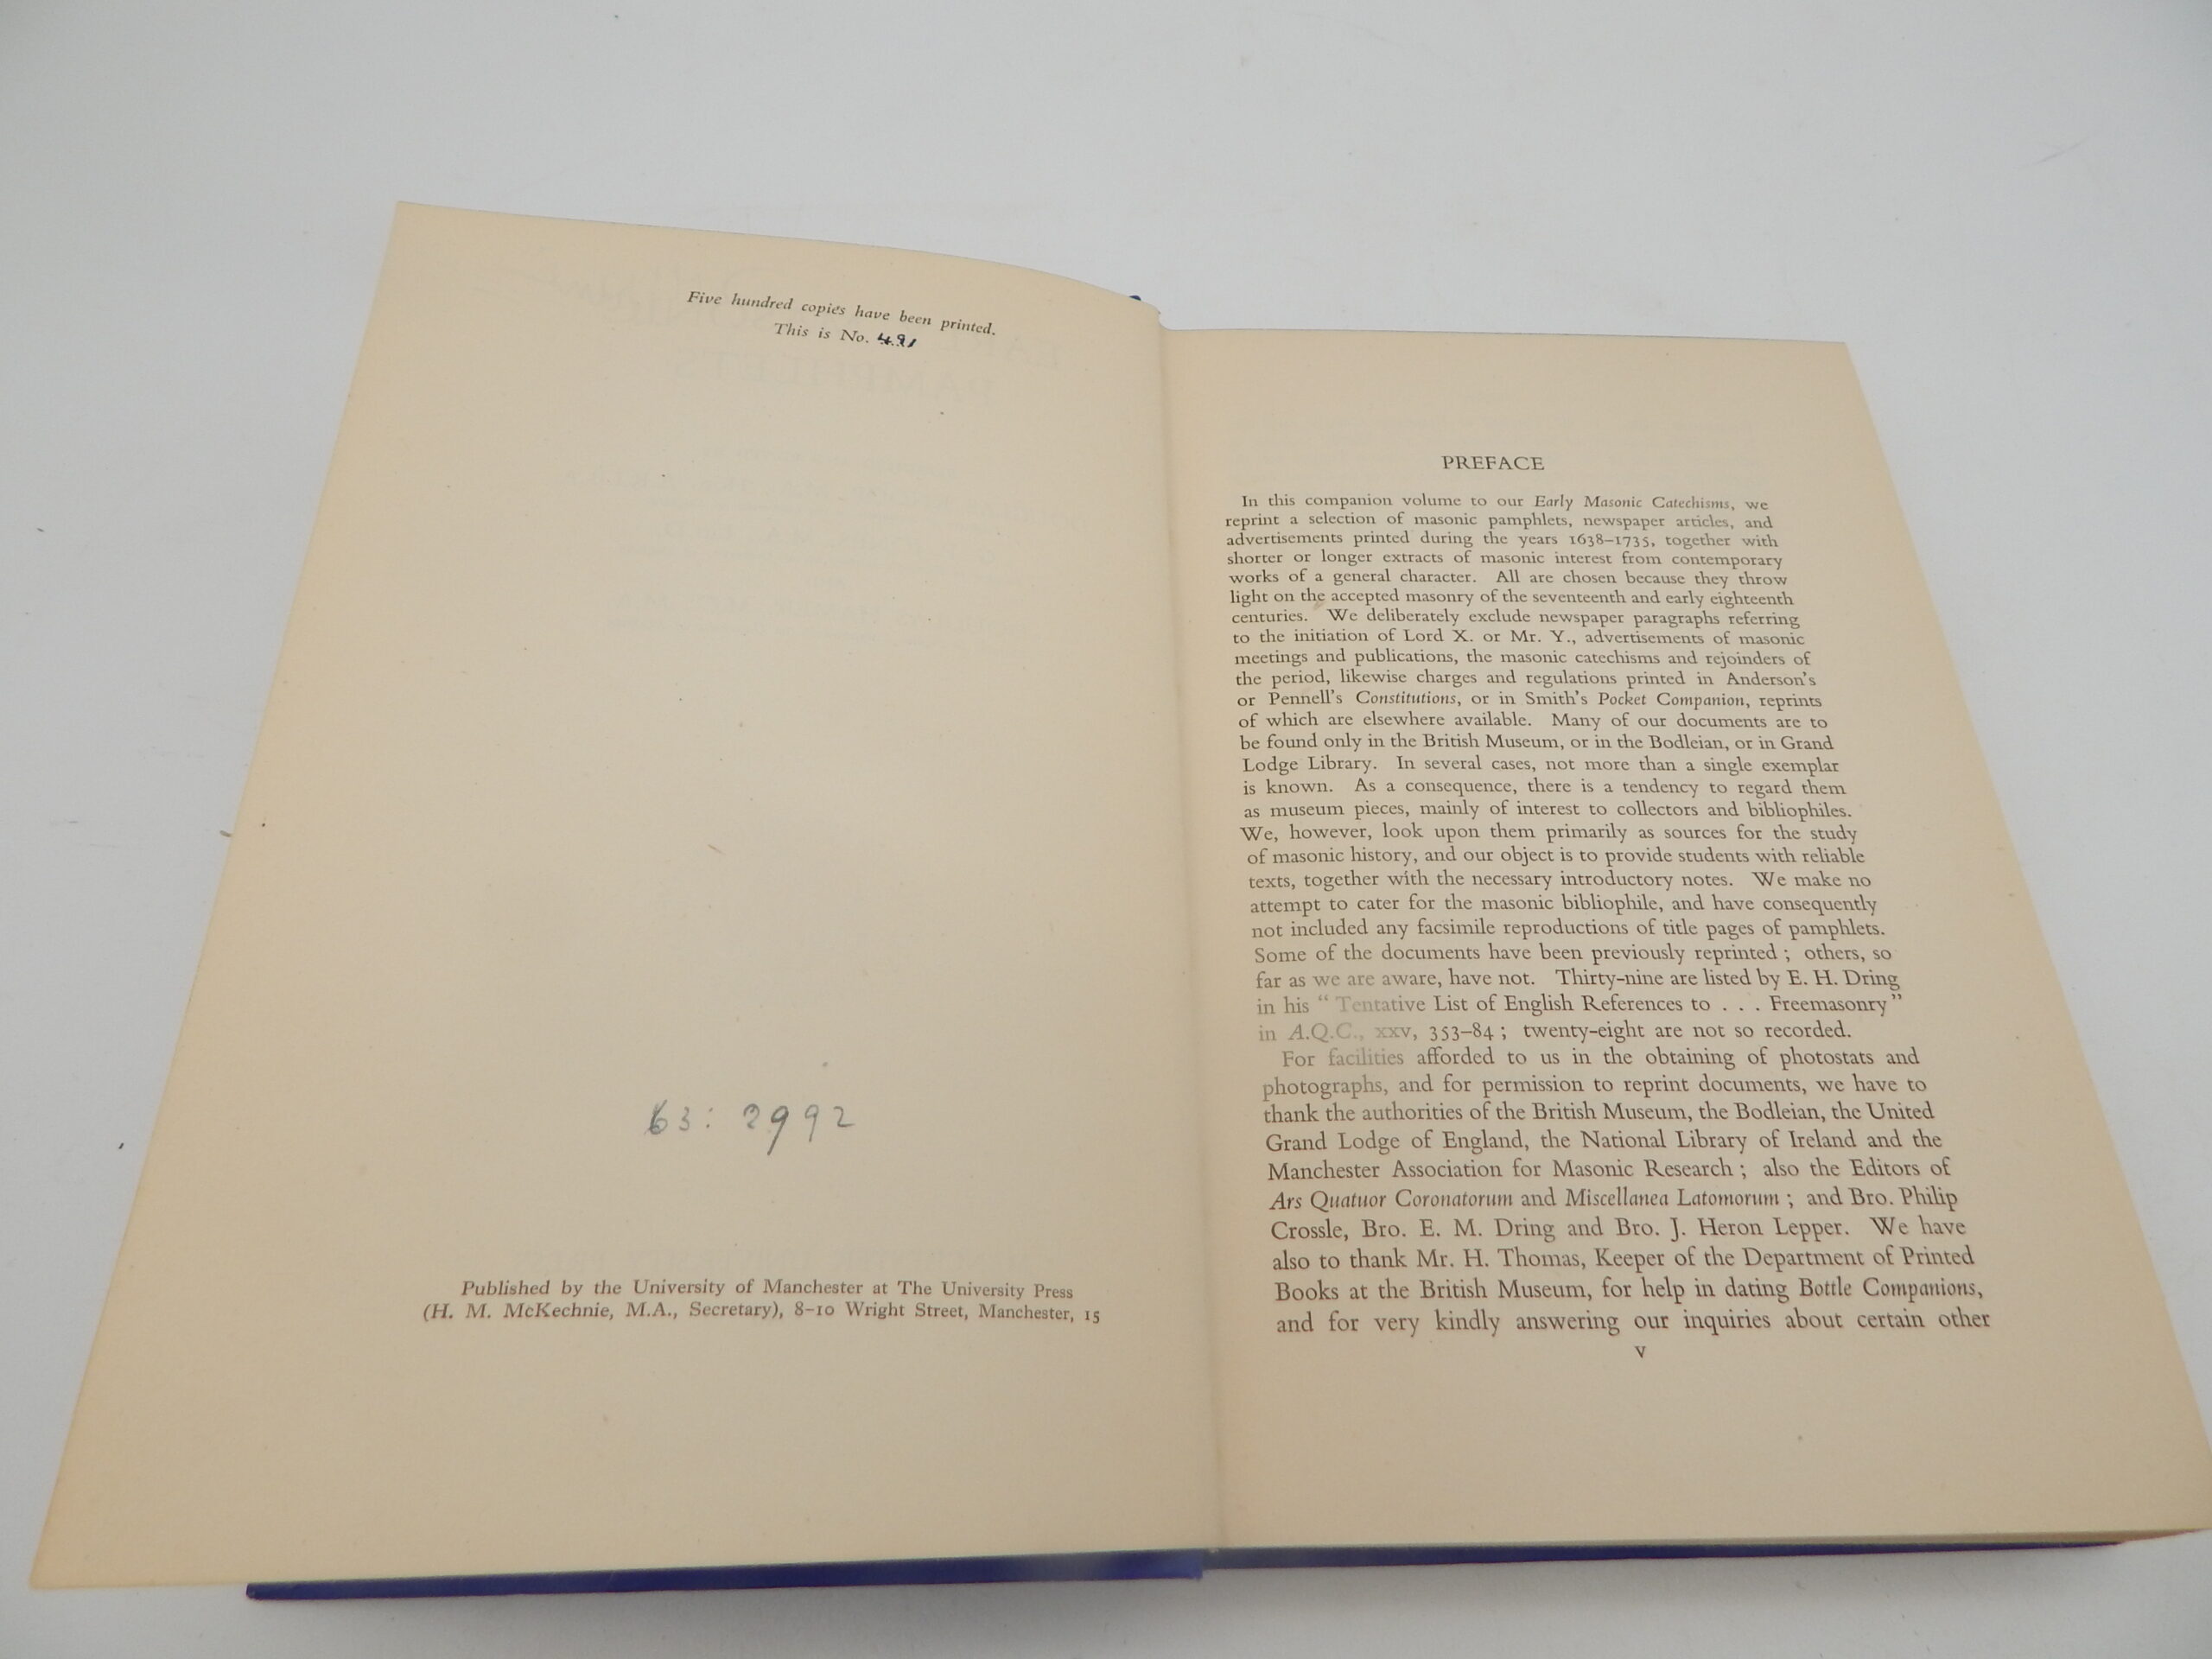 Five hundred copies have been printed.
This is No. 491
63: 2992
Published by the University of Manchester at The University Press
(H. M. McKechnie, M.A., Secretary), 8–10 Wright Street, Manchester, 15
PREFACE
In this companion volume to our Early Masonic Catechisms, we
reprint a selection of masonic pamphlets, newspaper articles, and
advertisements printed during the years 1638–1735, together with
shorter or longer extracts of masonic interest from contemporary
works of a general character. All are chosen because they throw
light on the accepted masonry of the seventeenth and early eighteenth
centuries. We deliberately exclude newspaper paragraphs referring
to the initiation of Lord X. or Mr. Y., advertisements of masonic
meetings and publications, the masonic catechisms and rejoinders of
the period, likewise charges and regulations printed in Anderson's
or Pennell's Constitutions, or in Smith's Pocket Companion, reprints
of which are elsewhere available. Many of our documents are to
be found only in the British Museum, or in the Bodleian, or in Grand
Lodge Library. In several cases, not more than a single exemplar
is known. As a consequence, there is a tendency to regard them
as museum pieces, mainly of interest to collectors and bibliophiles.
We, however, look upon them primarily as sources for the study
of masonic history, and our object is to provide students with reliable
texts, together with the necessary introductory notes. We make no
attempt to cater for the masonic bibliophile, and have consequently
not included any facsimile reproductions of title pages of pamphlets.
Some of the documents have been previously reprinted ; others, so
far as we are aware, have not. Thirty-nine are listed by E. H. Dring
in his “ Tentative List of English References to . . . Freemasonry ”
in A.Q.C., xxv, 353–84 ; twenty-eight are not so recorded.
For facilities afforded to us in the obtaining of photostats and
photographs, and for permission to reprint documents, we have to
thank the authorities of the British Museum, the Bodleian, the United
Grand Lodge of England, the National Library of Ireland and the
Manchester Association for Masonic Research ; also the Editors of
Ars Quatuor Coronatorum and Miscellanea Latomorum ; and Bro. Philip
Crossle, Bro. E. M. Dring and Bro. J. Heron Lepper. We have
also to thank Mr. H. Thomas, Keeper of the Department of Printed
Books at the British Museum, for help in dating Bottle Companions,
and for very kindly answering our inquiries about certain other
v